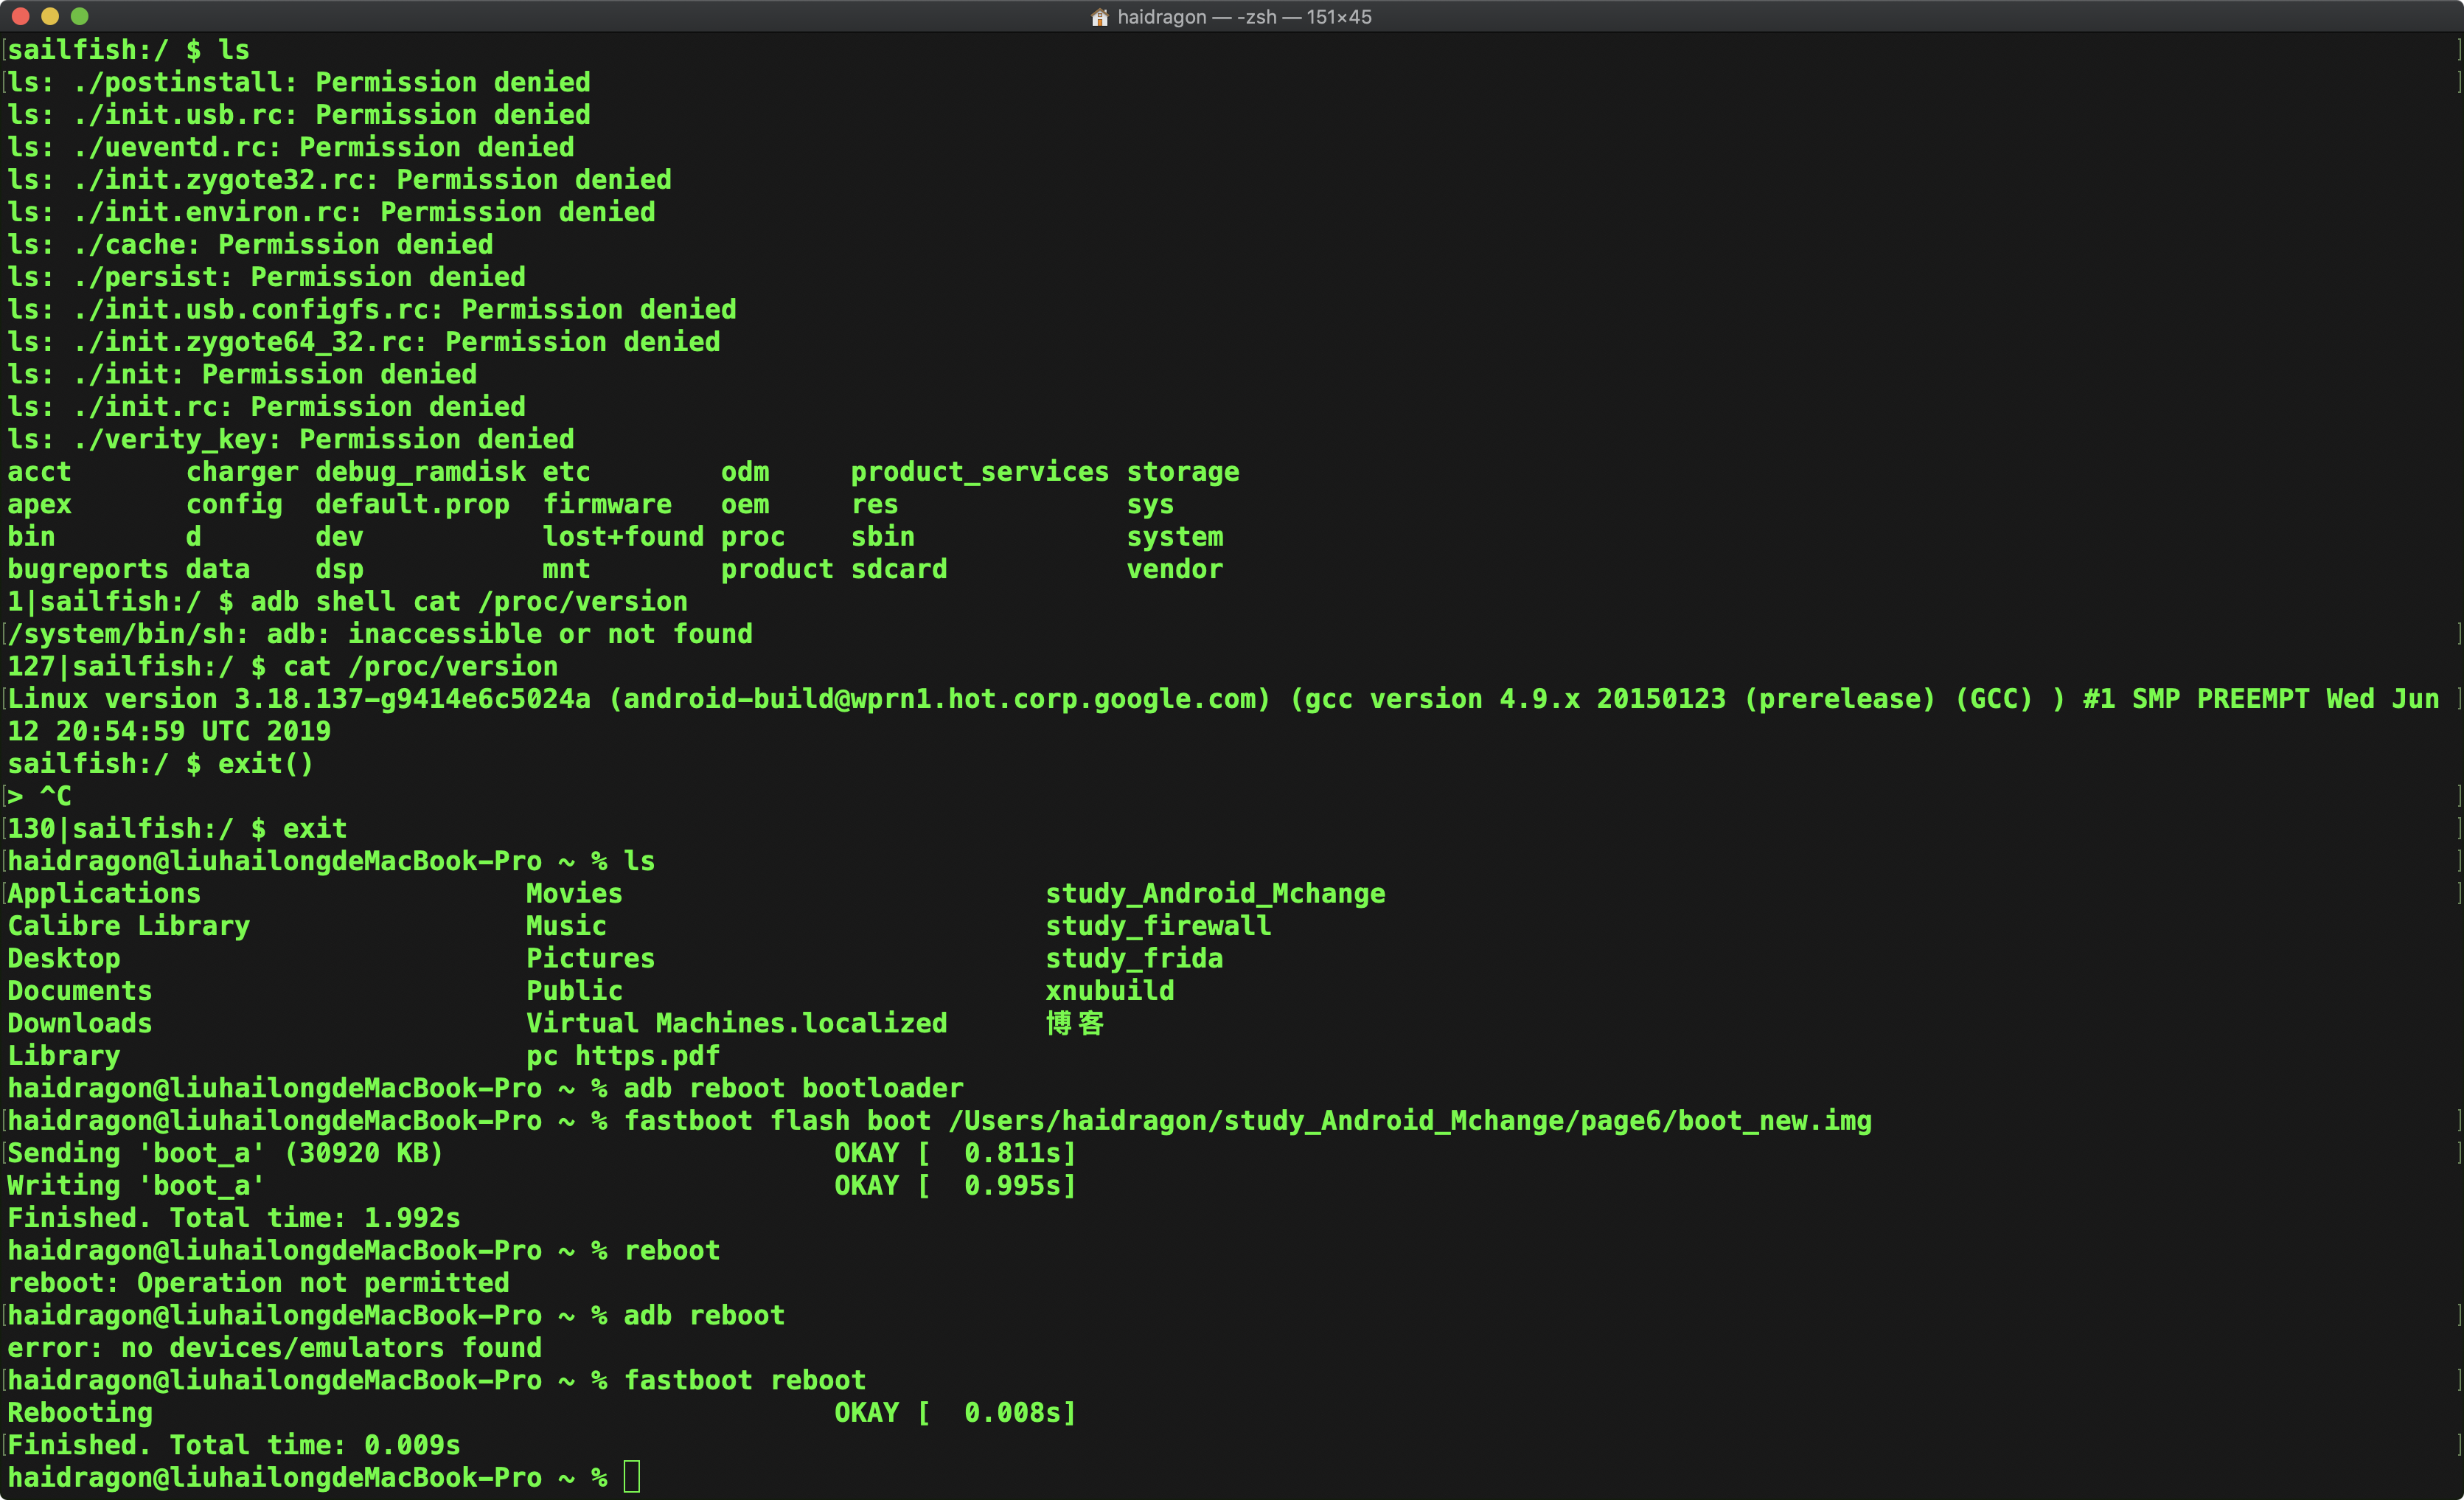 haidragon — -zsh — 151×45
sailfish:/ $ ls
ls: ./postinstall: Permission denied
ls: ./init.usb.rc: Permission denied
ls: ./ueventd.rc: Permission denied
ls: ./init.zygote32.rc: Permission denied
ls: ./init.environ.rc: Permission denied
ls: ./cache: Permission denied
ls: ./persist: Permission denied
ls: ./init.usb.configfs.rc: Permission denied
ls: ./init.zygote64_32.rc: Permission denied
ls: ./init: Permission denied
ls: ./init.rc: Permission denied
ls: ./verity_key: Permission denied
acct       charger debug_ramdisk etc        odm     product_services storage
apex       config  default.prop  firmware   oem     res              sys
bin        d       dev           lost+found proc    sbin             system
bugreports data    dsp           mnt        product sdcard           vendor
1|sailfish:/ $ adb shell cat /proc/version
/system/bin/sh: adb: inaccessible or not found
127|sailfish:/ $ cat /proc/version
Linux version 3.18.137-g9414e6c5024a (android-build@wprn1.hot.corp.google.com) (gcc version 4.9.x 20150123 (prerelease) (GCC) ) #1 SMP PREEMPT Wed Jun
12 20:54:59 UTC 2019
sailfish:/ $ exit()
> ^C
130|sailfish:/ $ exit
haidragon@liuhailongdeMacBook-Pro ~ % ls
Applications                    Movies                          study_Android_Mchange
Calibre Library                 Music                           study_firewall
Desktop                         Pictures                        study_frida
Documents                       Public                          xnubuild
Downloads                       Virtual Machines.localized      博客
Library                         pc https.pdf
haidragon@liuhailongdeMacBook-Pro ~ % adb reboot bootloader
haidragon@liuhailongdeMacBook-Pro ~ % fastboot flash boot /Users/haidragon/study_Android_Mchange/page6/boot_new.img
Sending 'boot_a' (30920 KB)                        OKAY [  0.811s]
Writing 'boot_a'                                   OKAY [  0.995s]
Finished. Total time: 1.992s
haidragon@liuhailongdeMacBook-Pro ~ % reboot
reboot: Operation not permitted
haidragon@liuhailongdeMacBook-Pro ~ % adb reboot
error: no devices/emulators found
haidragon@liuhailongdeMacBook-Pro ~ % fastboot reboot
Rebooting                                          OKAY [  0.008s]
Finished. Total time: 0.009s
haidragon@liuhailongdeMacBook-Pro ~ %